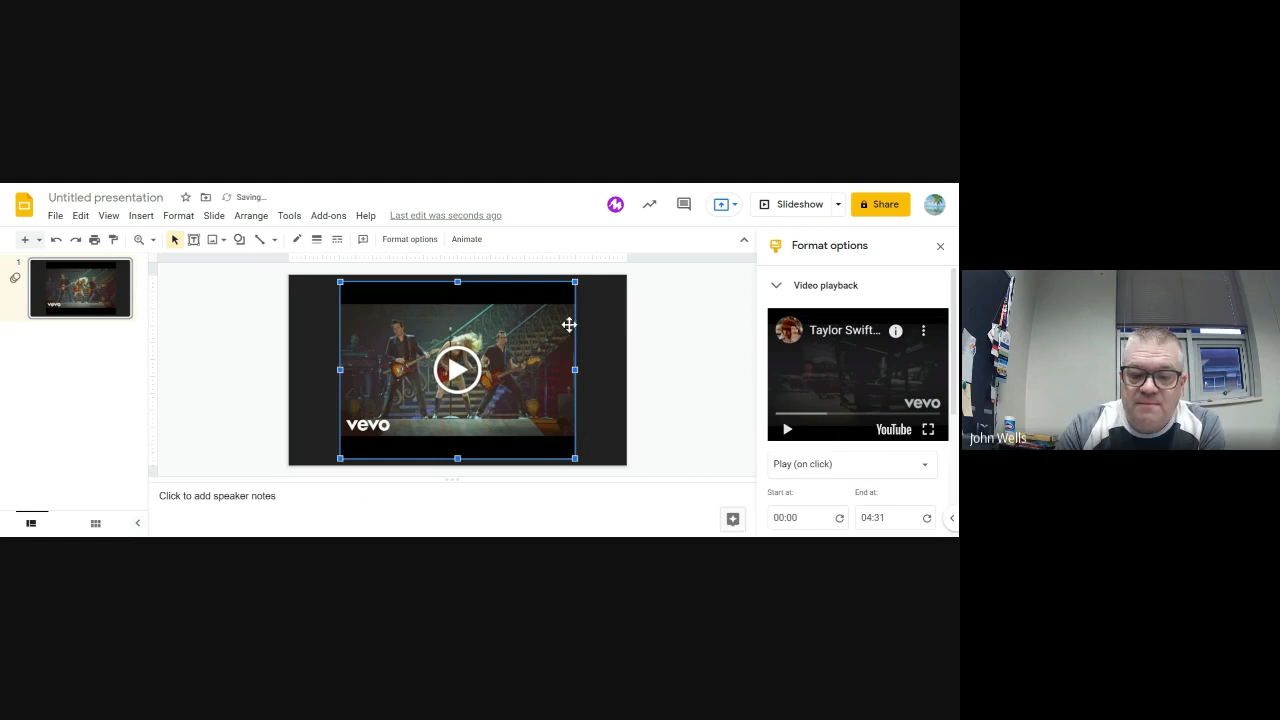 Untitled presentation
Saving...
File Edit View Insert Format Slide Arrange Tools Add-ons Help Last edit was seconds ago
Slideshow
Share
Format options Animate
Format options
1
Video playback
vevo
vevo
Taylor Swift...
vevo
YouTube
Play (on click)
Start at: End at:
00:00 04:31
Click to add speaker notes
John Wells